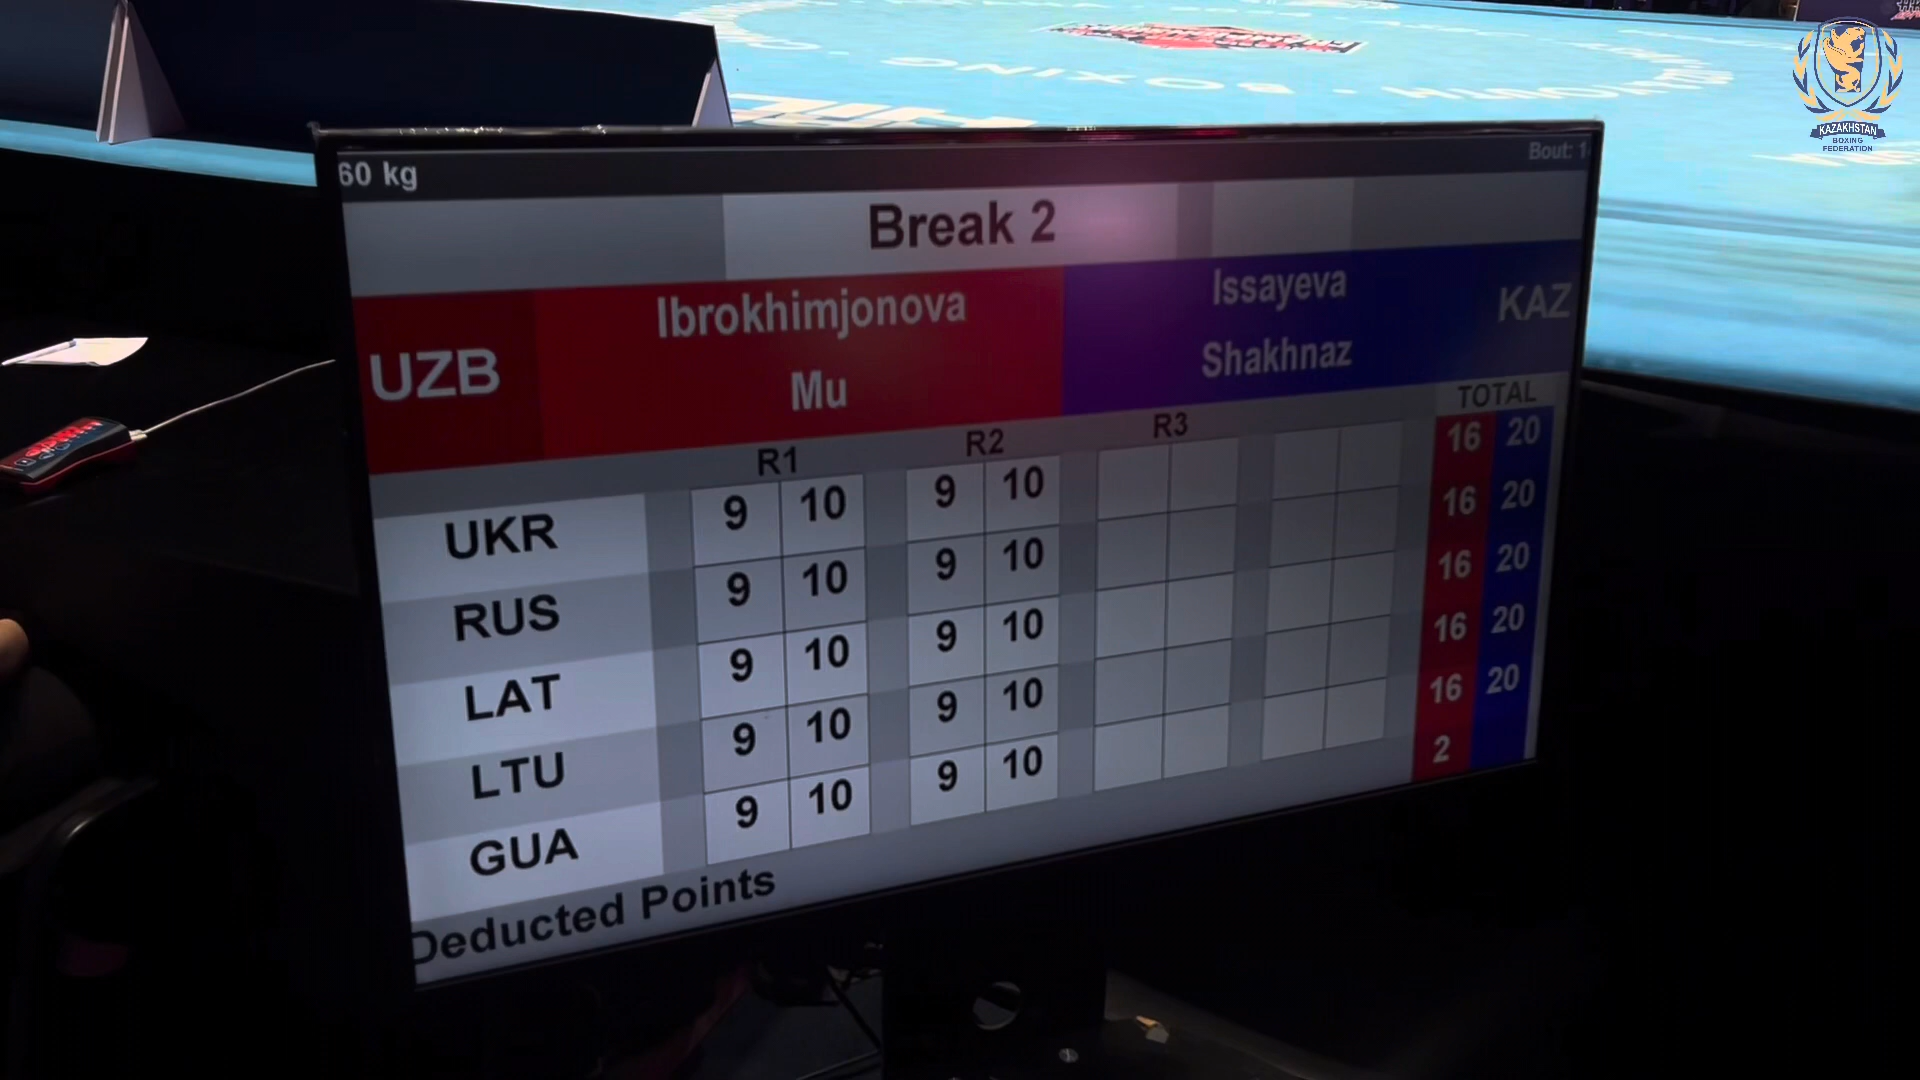 KAZAKHSTAN
BOXING
FEDERATION
BOXING
60 kg
Bout: 1
Break 2
UZB
Ibrokhimjonova
Mu
Issayeva
Shakhnaz
KAZ
R1 R2 R3 TOTAL
UKR 9 10 9 10 16 20
RUS 9 10 9 10 16 20
LAT 9 10 9 10 16 20
LTU 9 10 9 10 16 20
GUA 9 10 9 10 16 20
Deducted Points 2